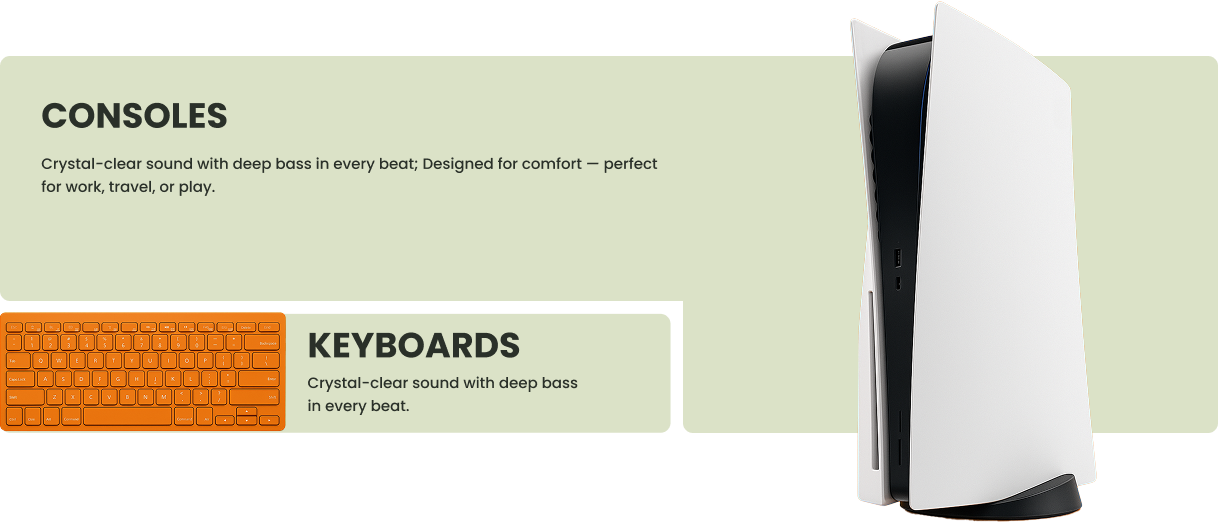 CONSOLES
Crystal-clear sound with deep bass in every beat; Designed for comfort — perfect
for work, travel, or play.
KEYBOARDS
Crystal-clear sound with deep bass
in every beat.